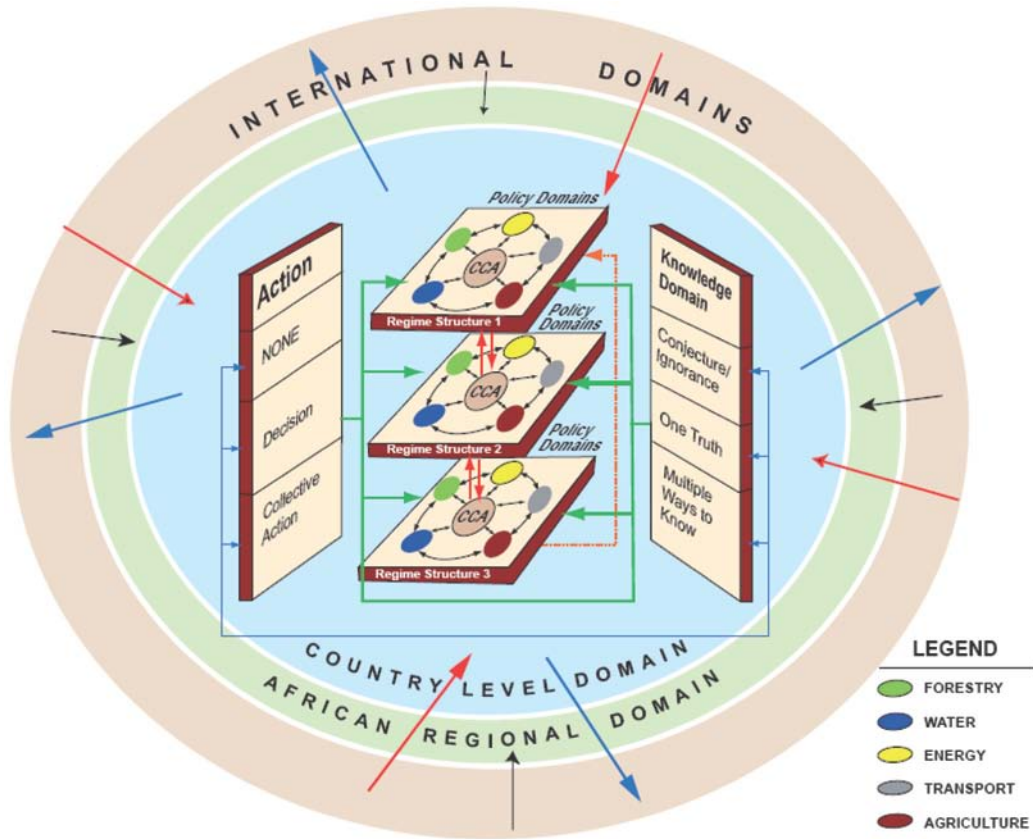 INTERNATIONAL DOMAINS
Policy Domains
Action
NONE
Decision
Collective
Action
CCA
Regime Structure 1
Policy
Domains
CCA
Regime Structure 2
Policy
Domains
CCA
Regime Structure 3
Knowledge
Domain
Conjecture/
Ignorance
One Truth
Multiple
Ways to
Know
COUNTRY LEVEL DOMAIN
AFRICAN REGIONAL DOMAIN
LEGEND
FORESTRY
WATER
ENERGY
TRANSPORT
AGRICULTURE